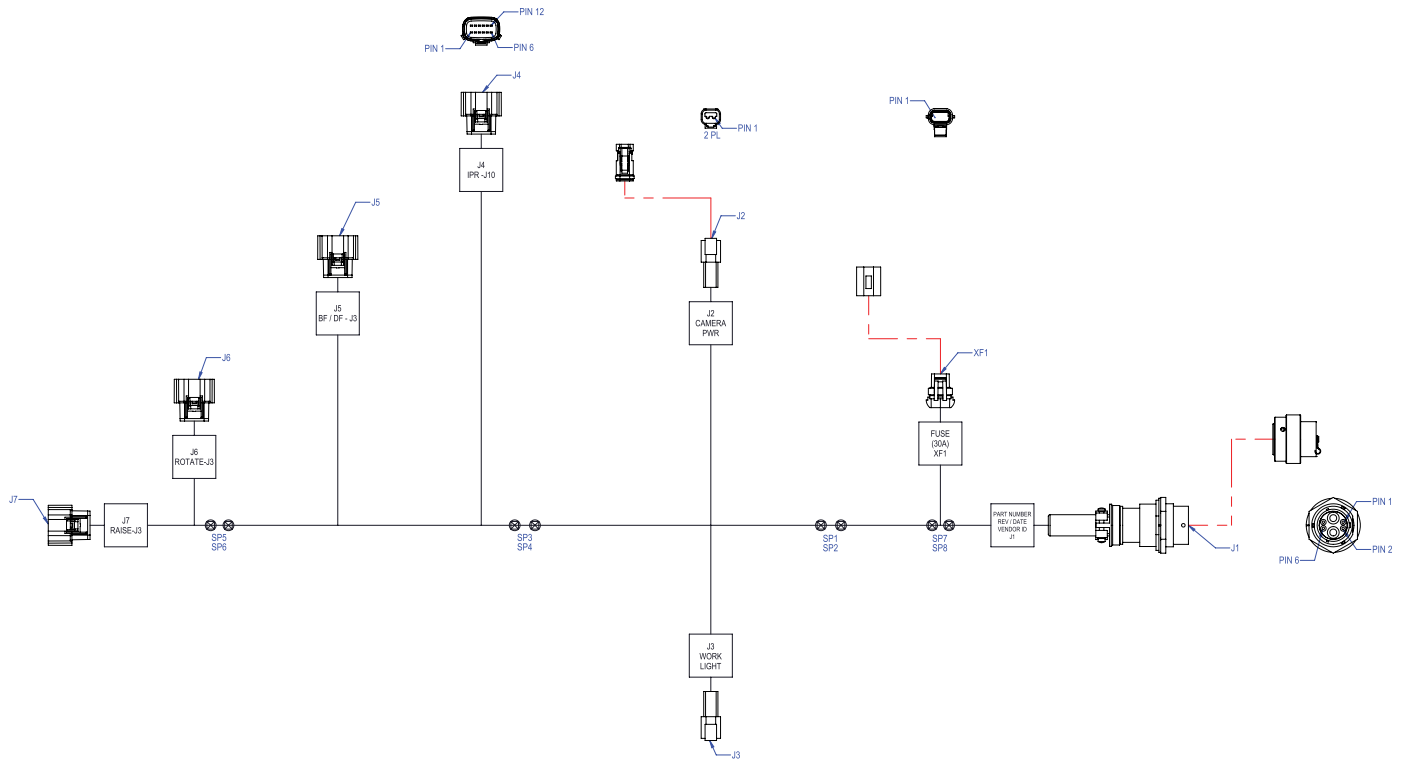 PIN 12
PIN 1
PIN 6
J4
J4
IPR -J10
PIN 1
2 PL
PIN 1
J5
J5
BF / DF - J3
J2
J2
CAMERA
PWR
J6
J6
ROTATE-J3
XF1
FUSE
(30A)
XF1
J7
J7
RAISE-J3
SP5
SP6
SP3
SP4
SP1
SP2
SP7
SP8
PART NUMBER
REV / DATE
VENDOR ID
J1
J1
PIN 1
PIN 2
PIN 6
J3
WORK
LIGHT
J3